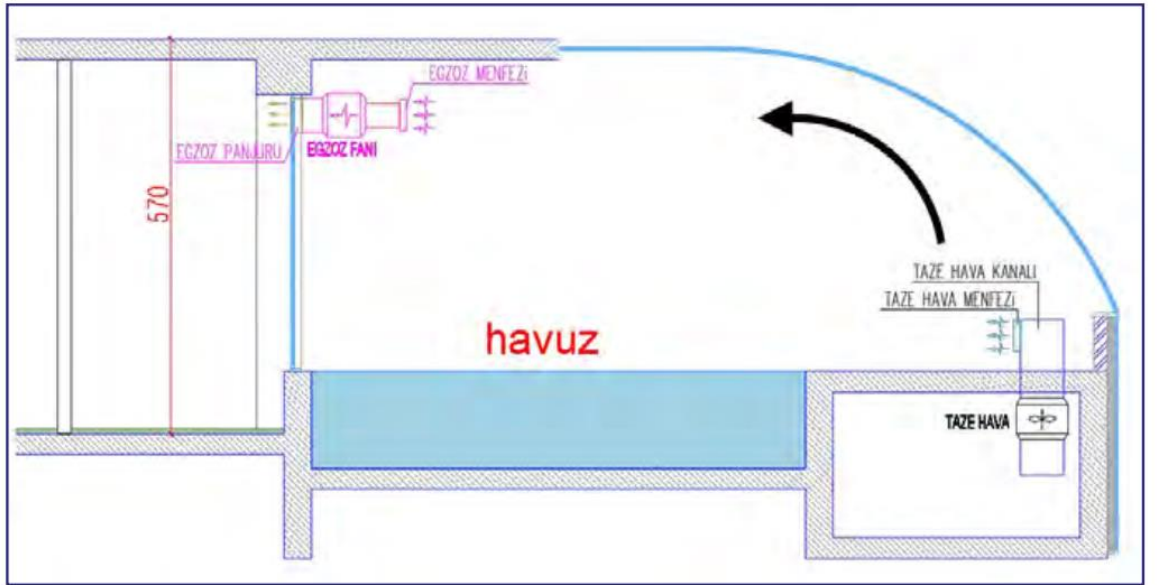 EGZOZ MENFEZİ
EGZOZ PANJURU
EGZOZ FANI
570
TAZE HAVA KANALI
TAZE HAVA MENFEZİ
havuz
TAZE HAVA